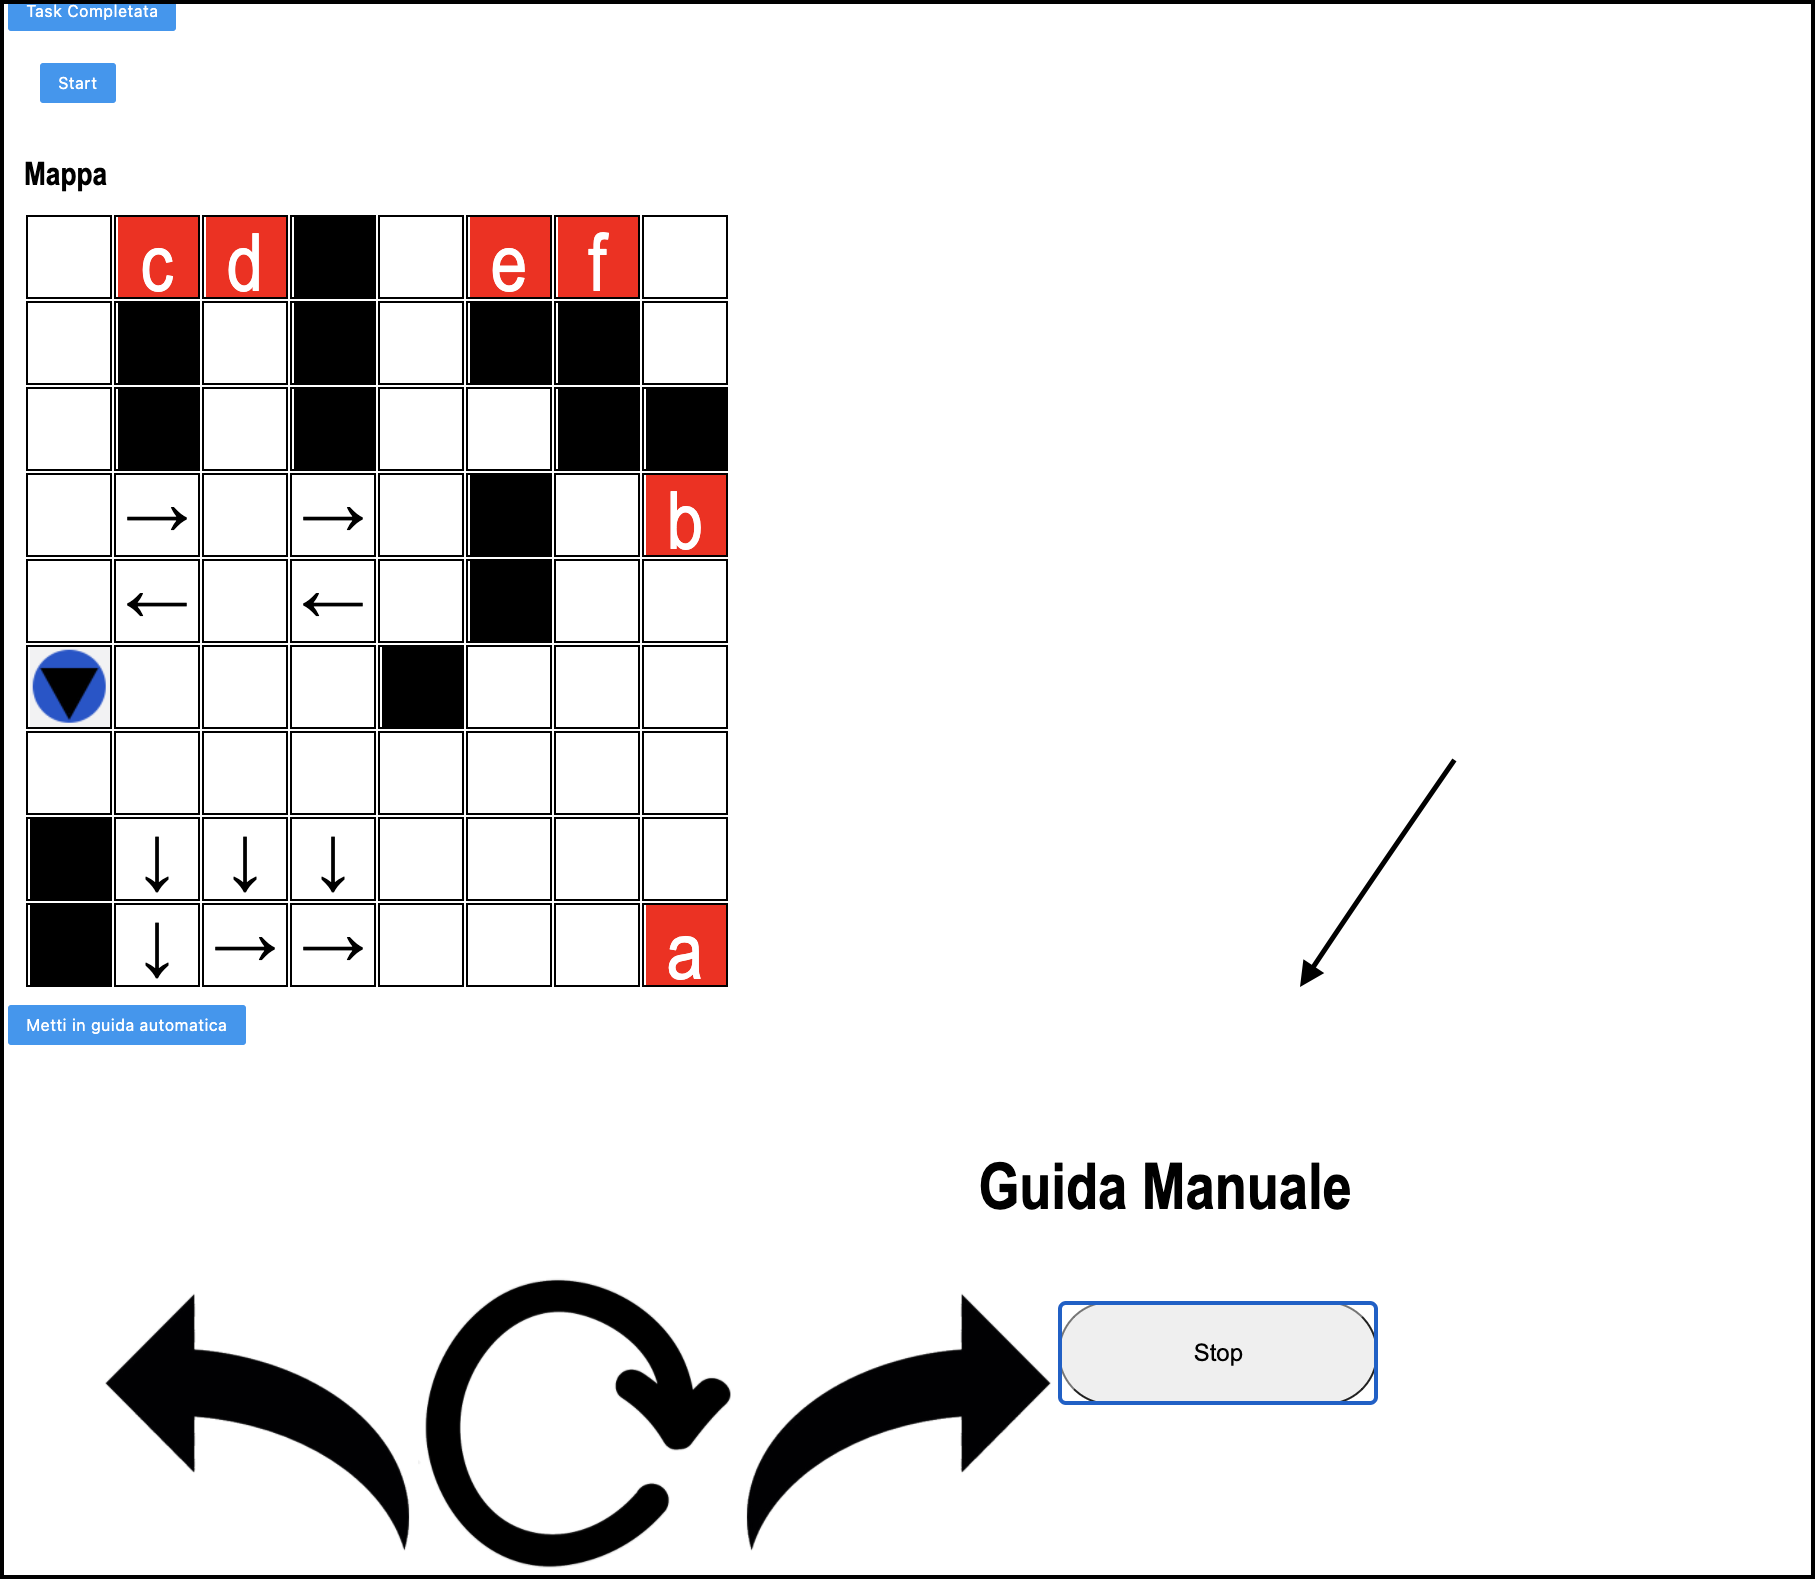 Task Completata
Start
Mappa
c d e f
b
a
Metti in guida automatica
Guida Manuale
Stop